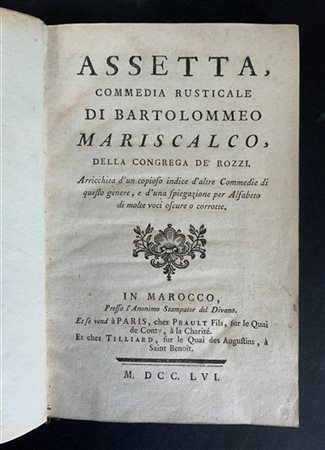 ASSETTA,
COMMEDIA RUSTICALE
DI BARTOLOMMEO
MARISCALCO,
DELLA CONGREGA DE' ROZZI.
Arricchita d'un copioso indice d'altre Commedie di
questo genere, e d'una spiegazione per Alfabeto
di molte voci oscure o corrotte.
IN MAROCCO,
Presso l'Anonimo Stampator del Divano.
Et se vend à PARIS, chez PRAULT Fils, sur le Quai
de Conty, à la Charité.
Et chez TILLIARD, sur le Quai des Augustins, à
Saint Benoît.
M. DCC. LVI.